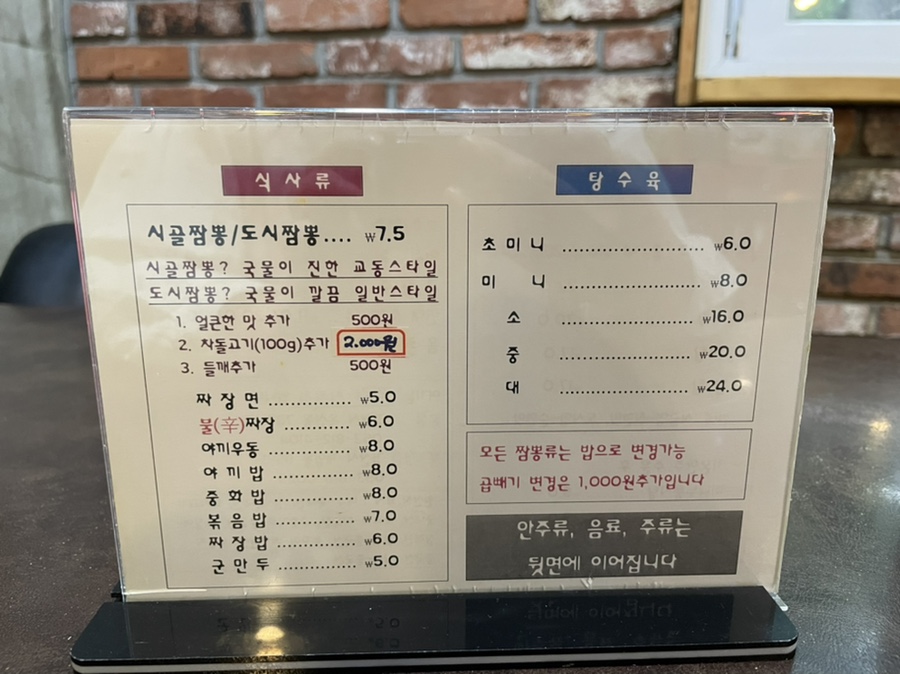 식사류
시골짬뽕/도시짬뽕.... ₩7.5
시골짬뽕? 국물이 진한 교동스타일
도시짬뽕? 국물이 깔끔 일반스타일
1. 얼큰한 맛 추가 500원
2. 차돌고기(100g)추가 2.000원
3. 들깨추가 500원
짜장면 .................. ₩5.0
불(辛)짜장 ................ ₩6.0
야끼우동 ................ ₩8.0
야끼밥 .................. ₩8.0
중화밥 .................. ₩8.0
볶음밥 .................. ₩7.0
짜장밥 ................. ₩6.0
군만두 ................. ₩5.0
탕수육
초미니 .............................. ₩6.0
미니 .............................. ₩8.0
소 .............................. ₩16.0
중 .............................. ₩20.0
대 .............................. ₩24.0
모든 짬뽕류는 밥으로 변경가능
곱빼기 변경은 1,000원추가입니다
안주류, 음료, 주류는
뒷면에 이어집니다